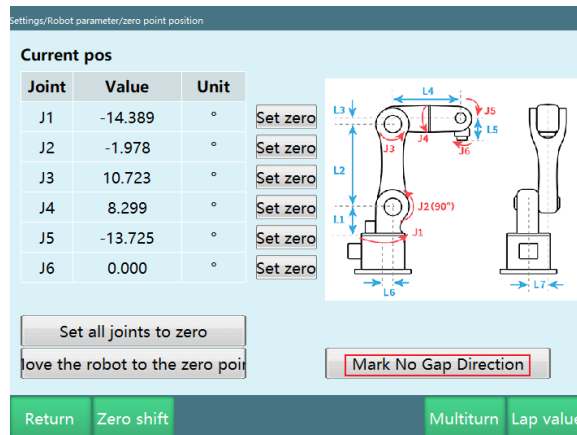 Settings/Robot parameter/zero point position
Current pos
Joint Value Unit
J1 -14.389 ° Set zero
J2 -1.978 ° Set zero
J3 10.723 ° Set zero
J4 8.299 ° Set zero
J5 -13.725 ° Set zero
J6 0.000 ° Set zero
L4
L3 J5
J3 J4 L5
J6
L2
J2(90°)
L1 J1
L6 L7
Set all joints to zero
ove the robot to the zero poin
Mark No Gap Direction
Return Zero shift Multiturn Lap value